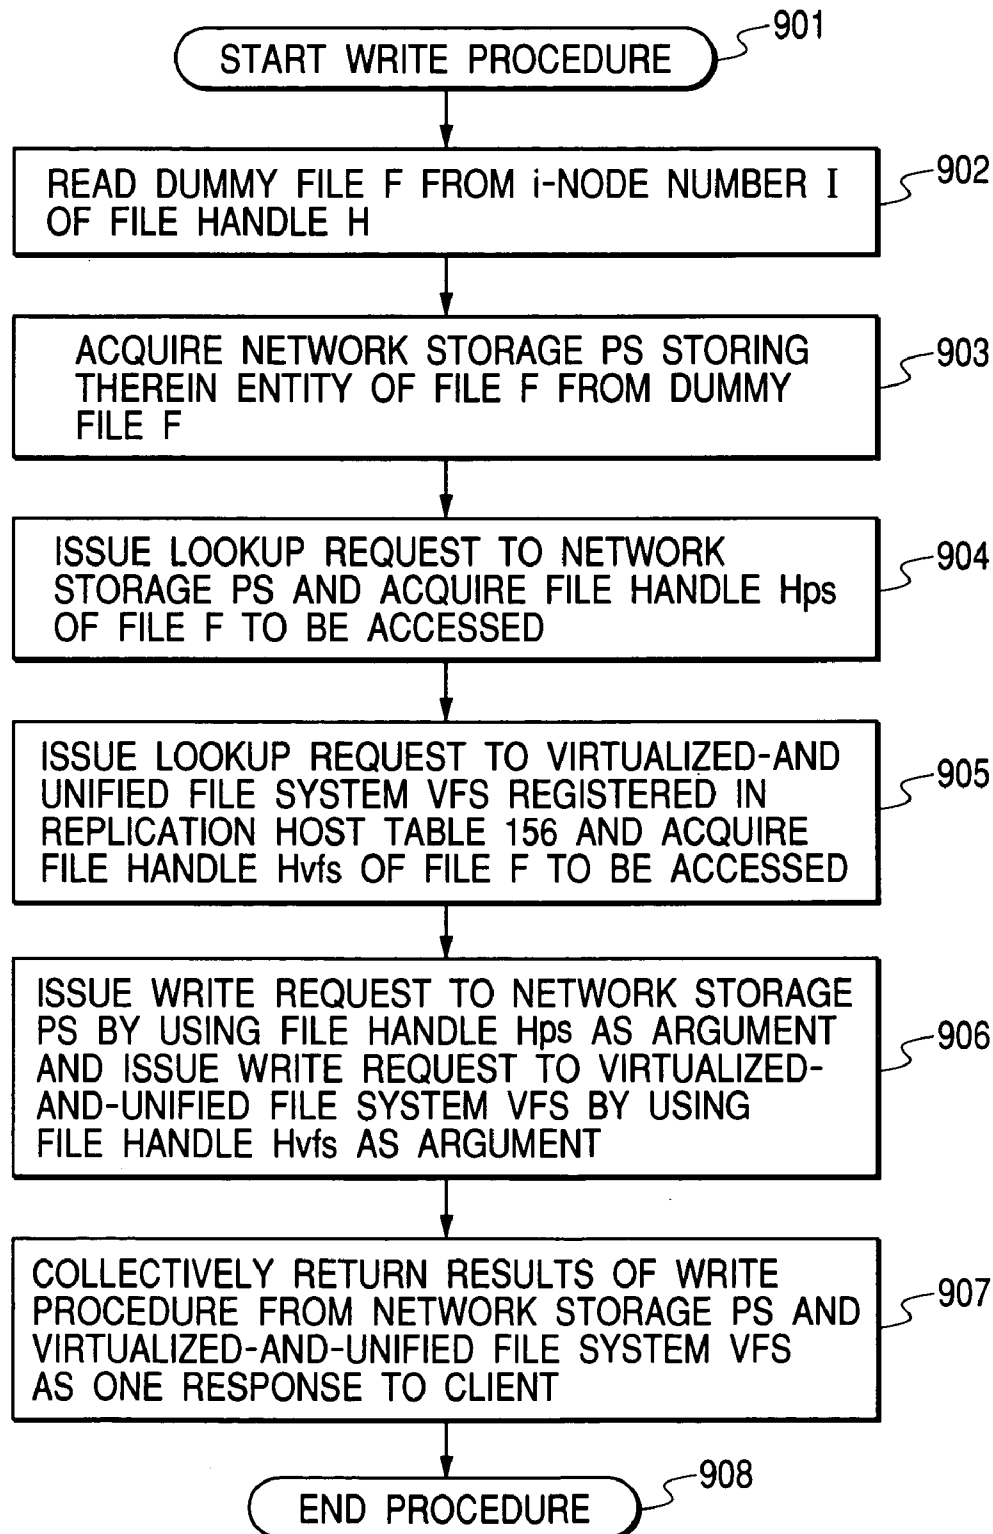 901
START WRITE PROCEDURE
902
READ DUMMY FILE F FROM i-NODE NUMBER I
OF FILE HANDLE H
903
ACQUIRE NETWORK STORAGE PS STORING
THEREIN ENTITY OF FILE F FROM DUMMY
FILE F
904
ISSUE LOOKUP REQUEST TO NETWORK
STORAGE PS AND ACQUIRE FILE HANDLE Hps
OF FILE F TO BE ACCESSED
905
ISSUE LOOKUP REQUEST TO VIRTUALIZED-AND
UNIFIED FILE SYSTEM VFS REGISTERED IN
REPLICATION HOST TABLE 156 AND ACQUIRE
FILE HANDLE Hvfs OF FILE F TO BE ACCESSED
906
ISSUE WRITE REQUEST TO NETWORK STORAGE
PS BY USING FILE HANDLE Hps AS ARGUMENT
AND ISSUE WRITE REQUEST TO VIRTUALIZED-
AND-UNIFIED FILE SYSTEM VFS BY USING
FILE HANDLE Hvfs AS ARGUMENT
907
COLLECTIVELY RETURN RESULTS OF WRITE
PROCEDURE FROM NETWORK STORAGE PS AND
VIRTUALIZED-AND-UNIFIED FILE SYSTEM VFS
AS ONE RESPONSE TO CLIENT
908
END PROCEDURE